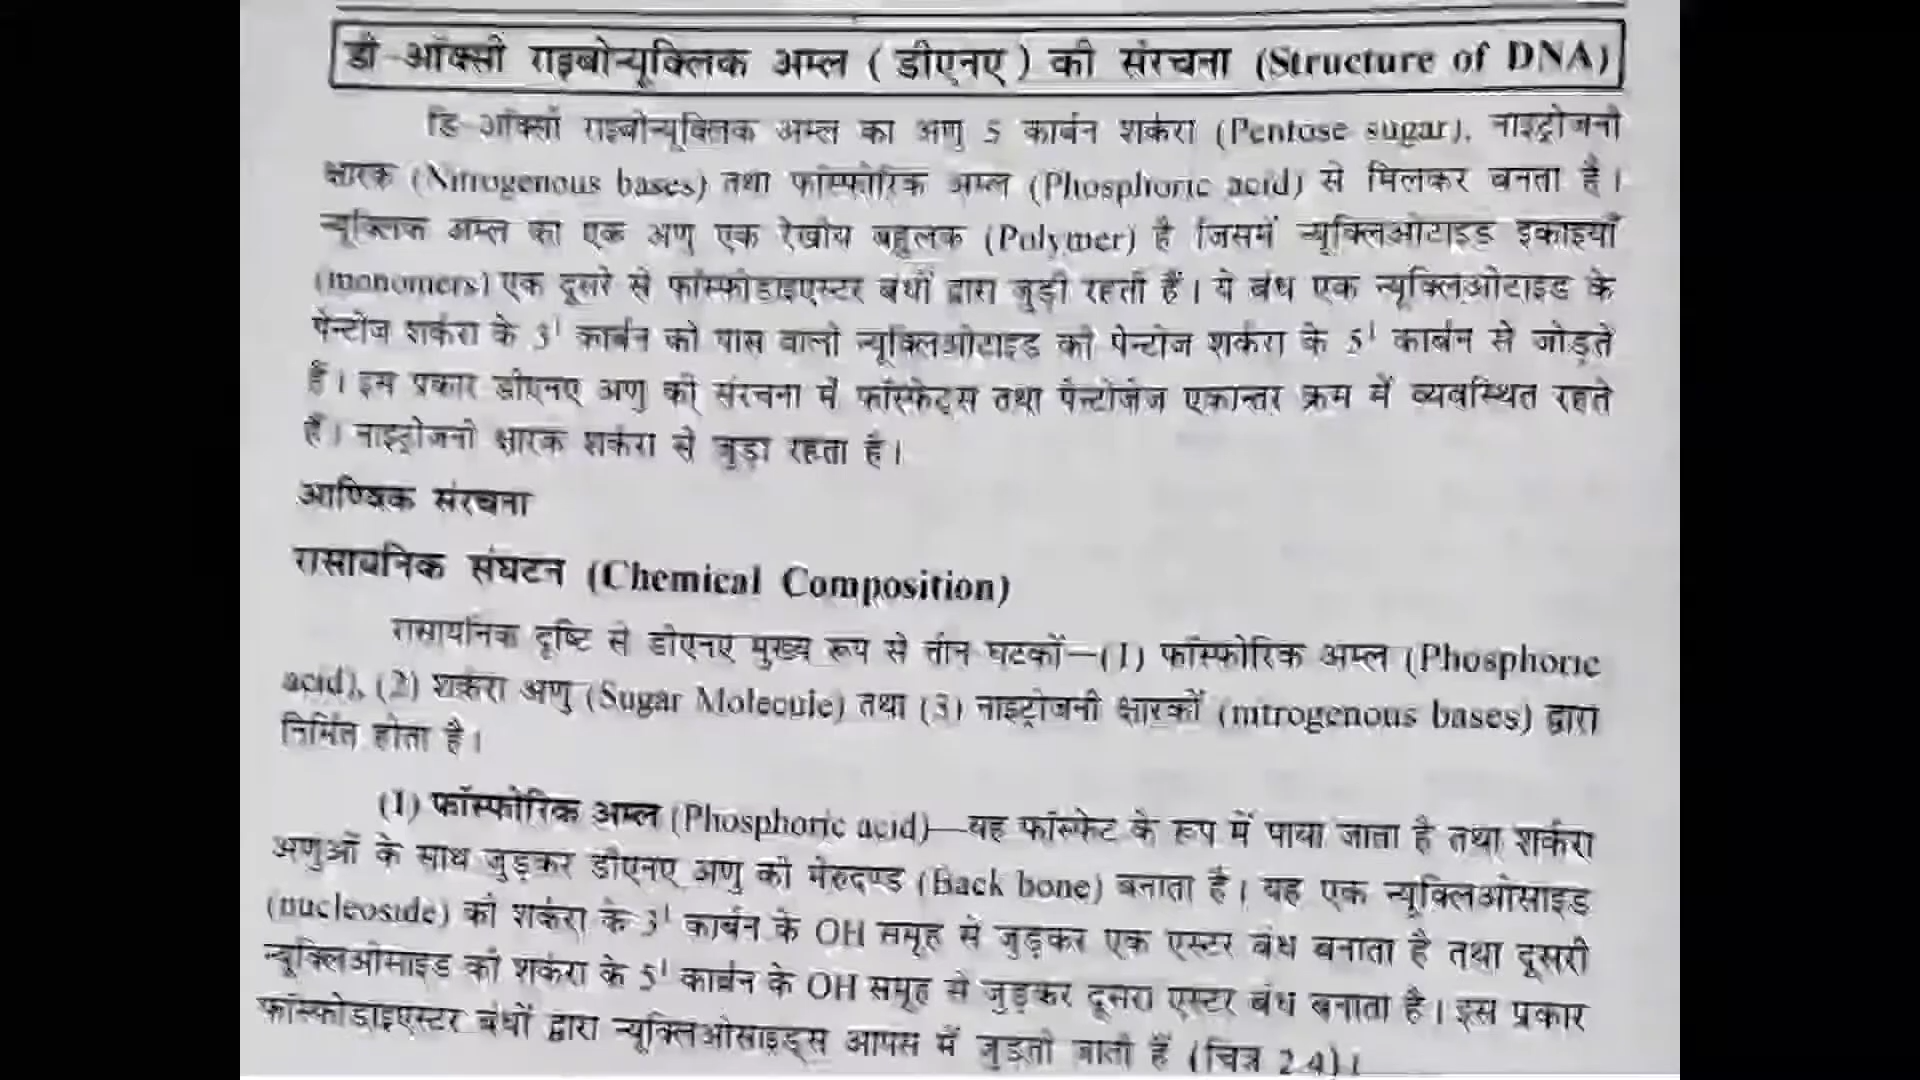 डी-ऑक्सी राइबोन्यूक्लिक अम्ल (डीएनए) की संरचना (Structure of DNA)
डि-ऑक्सी राइबोन्यूक्लिक अम्ल का अणु 5 कार्बन शर्करा (Pentose sugar), नाइट्रोजनी
क्षारक (Nitrogenous bases) तथा फॉस्फोरिक अम्ल (Phosphoric acid) से मिलकर बनता है।
न्यूक्लिक अम्ल का एक अणु एक रेखीय बहुलक (Polymer) है जिसमें न्यूक्लिओटाइड इकाइयाँ
(monomers) एक दूसरे से फॉस्फोडाइएस्टर बंधों द्वारा जुड़ी रहती हैं। ये बंध एक न्यूक्लिओटाइड के
पेन्टोज शर्करा के 3' कार्बन को पास वाली न्यूक्लिओटाइड की पेन्टोज शर्करा के 5' कार्बन से जोड़ते
हैं। इस प्रकार डीएनए अणु की संरचना में फॉस्फेट्स तथा पेन्टोजेज एकान्तर क्रम में व्यवस्थित रहते
हैं। नाइट्रोजनी क्षारक शर्करा से जुड़ा रहता है।
आण्विक संरचना
रासायनिक संघटन (Chemical Composition)
रासायनिक दृष्टि से डीएनए मुख्य रूप से तीन घटकों—(1) फॉस्फोरिक अम्ल (Phosphoric
acid), (2) शर्करा अणु (Sugar Molecule) तथा (3) नाइट्रोजनी क्षारकों (nitrogenous bases) द्वारा
निर्मित होता है।
(1) फॉस्फोरिक अम्ल (Phosphoric acid)—यह फॉस्फेट के रूप में पाया जाता है तथा शर्करा
अणुओं के साथ जुड़कर डीएनए अणु की मेरुदण्ड (Back bone) बनाता है। यह एक न्यूक्लिओसाइड
(nucleoside) की शर्करा के 3' कार्बन के OH समूह से जुड़कर एक एस्टर बंध बनाता है तथा दूसरी
न्यूक्लिओसाइड की शर्करा के 5' कार्बन के OH समूह से जुड़कर दूसरा एस्टर बंध बनाता है। इस प्रकार
फॉस्फोडाइएस्टर बंधों द्वारा न्यूक्लिओसाइड्स आपस में जुड़ती जाती हैं (चित्र 2.4)।